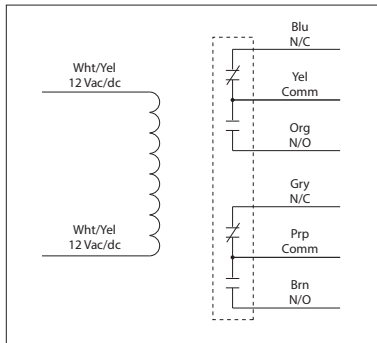 Wht/Yel
12 Vac/dc
Wht/Yel
12 Vac/dc
Blu
N/C
Yel
Comm
Org
N/O
Gry
N/C
Prp
Comm
Brn
N/O